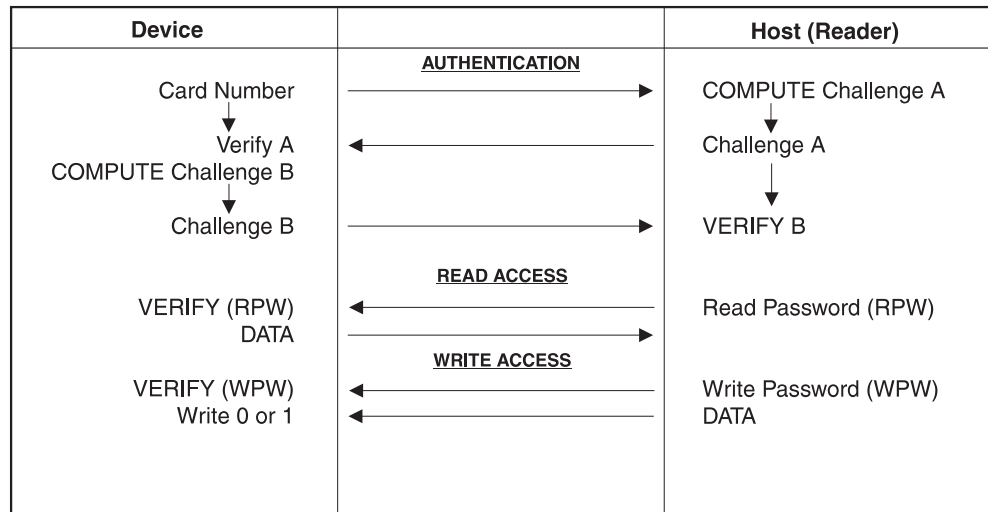 Device Host (Reader)
AUTHENTICATION
Card Number COMPUTE Challenge A
Verify A Challenge A
COMPUTE Challenge B
Challenge B VERIFY B
READ ACCESS
VERIFY (RPW) Read Password (RPW)
DATA
WRITE ACCESS
VERIFY (WPW) Write Password (WPW)
Write 0 or 1 DATA